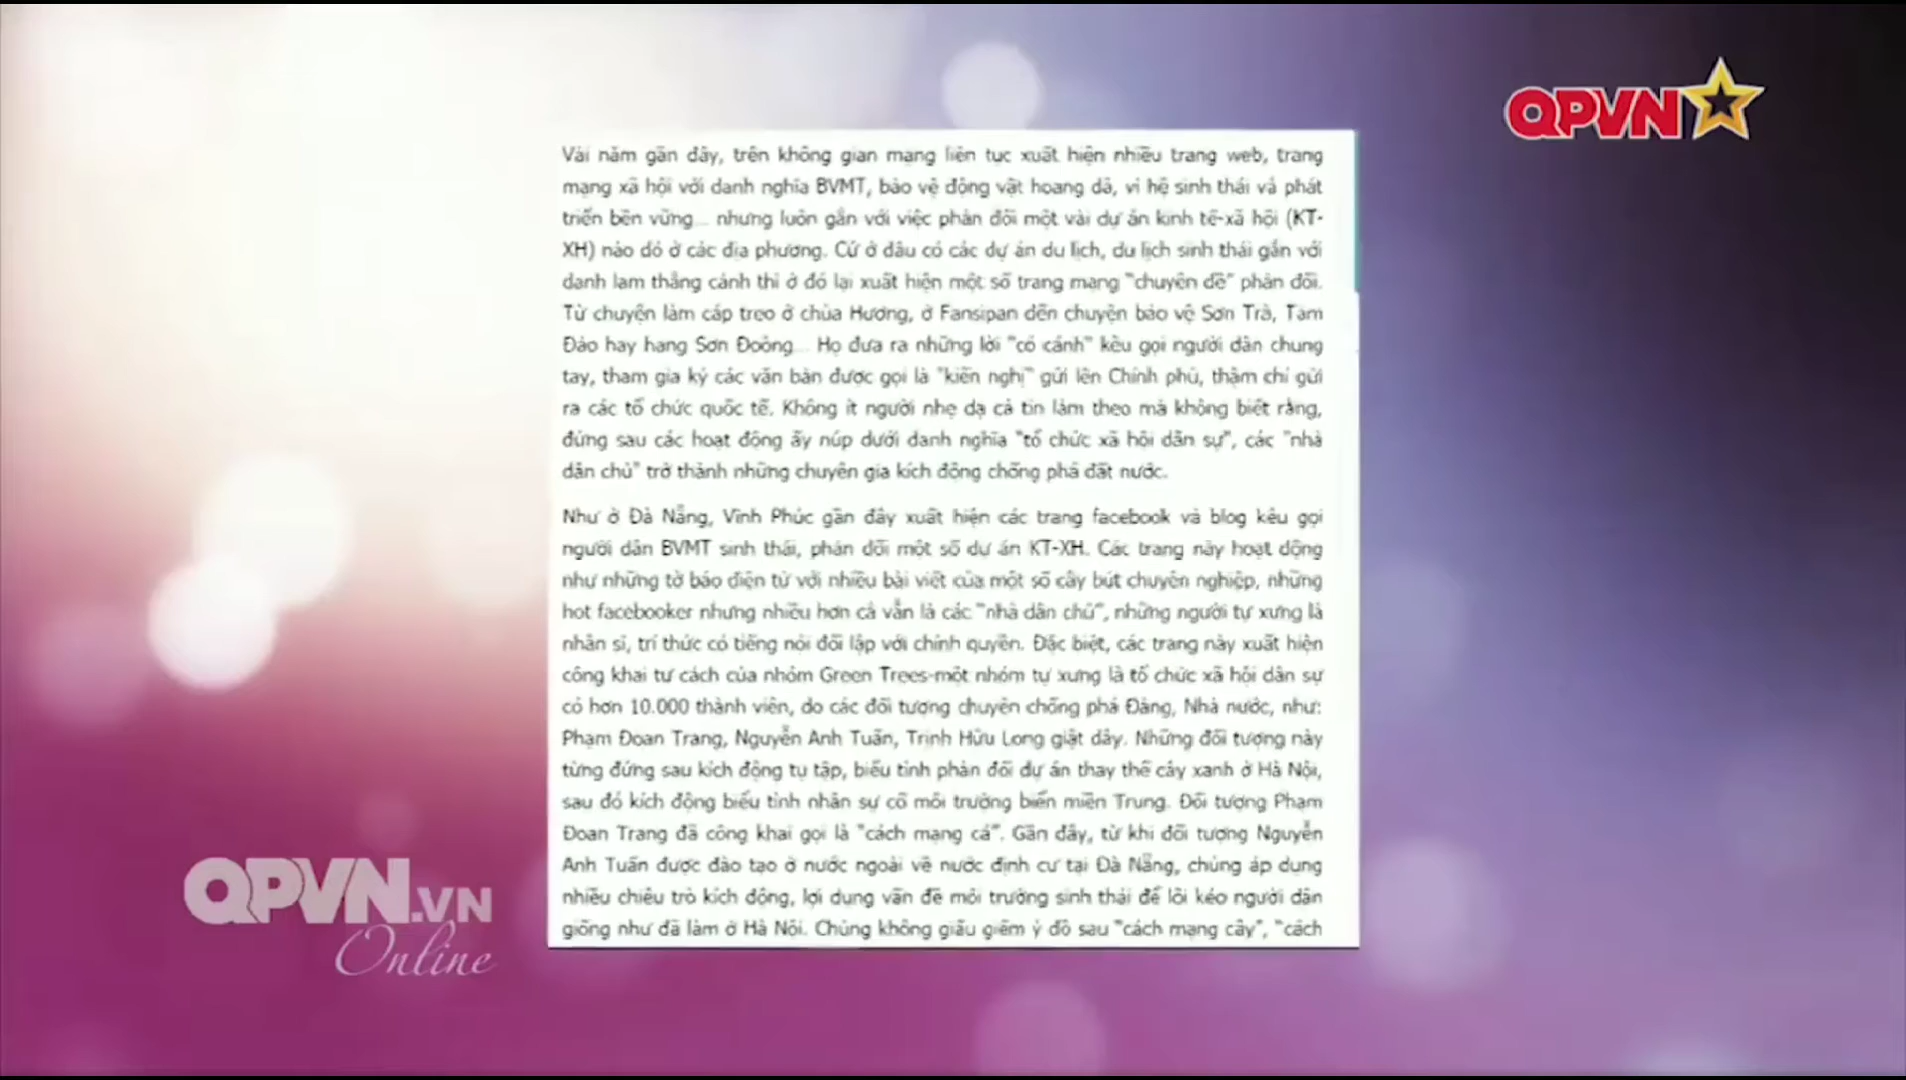 QPVN
Vài năm gần đây, trên không gian mạng liên tục xuất hiện nhiều trang web, trang
mạng xã hội với danh nghĩa BVMT, bảo vệ động vật hoang dã, vì hệ sinh thái và phát
triển bền vững... nhưng luôn gắn với việc phản đối một vài dự án kinh tế-xã hội (KT-
XH) nào đó ở các địa phương. Cứ ở đâu có các dự án du lịch, du lịch sinh thái gắn với
danh lam thắng cảnh thì ở đó lại xuất hiện một số trang mạng "chuyên đề" phản đối.
Từ chuyện làm cáp treo ở chùa Hương, ở Fansipan đến chuyện bảo vệ Sơn Trà, Tam
Đảo hay hang Sơn Đoòng... Họ đưa ra những lời "có cánh" kêu gọi người dân chung
tay, tham gia ký các văn bản được gọi là "kiến nghị" gửi lên Chính phủ, thậm chí gửi
ra các tổ chức quốc tế. Không ít người nhẹ dạ cả tin làm theo mà không biết rằng,
đứng sau các hoạt động ấy núp dưới danh nghĩa "tổ chức xã hội dân sự", các "nhà
dân chủ" trở thành những chuyên gia kích động chống phá đất nước.
Như ở Đà Nẵng, Vĩnh Phúc gần đây xuất hiện các trang facebook và blog kêu gọi
người dân BVMT sinh thái, phản đối một số dự án KT-XH. Các trang này hoạt động
như những tờ báo điện tử với nhiều bài viết của một số cây bút chuyên nghiệp, những
hot facebooker nhưng nhiều hơn cả vẫn là các "nhà dân chủ", những người tự xưng là
nhân sĩ, trí thức có tiếng nói đối lập với chính quyền. Đặc biệt, các trang này xuất hiện
công khai tư cách của nhóm Green Trees-một nhóm tự xưng là tổ chức xã hội dân sự
có hơn 10.000 thành viên, do các đối tượng chuyên chống phá Đảng, Nhà nước, như:
Phạm Đoan Trang, Nguyễn Anh Tuấn, Trịnh Hữu Long giật dây. Những đối tượng này
từng đứng sau kích động tụ tập, biểu tình phản đối dự án thay thế cây xanh ở Hà Nội,
sau đó kích động biểu tình nhân sự cố môi trường biển miền Trung. Đối tượng Phạm
Đoan Trang đã công khai gọi là "cách mạng cá". Gần đây, từ khi đối tượng Nguyễn
Anh Tuấn được đào tạo ở nước ngoài về nước định cư tại Đà Nẵng, chúng áp dụng
nhiều chiêu trò kích động, lợi dụng vấn đề môi trường sinh thái để lôi kéo người dân
giống như đã làm ở Hà Nội. Chúng không giấu giếm ý đồ sau "cách mạng cây", "cách
QPVN.VN
Online